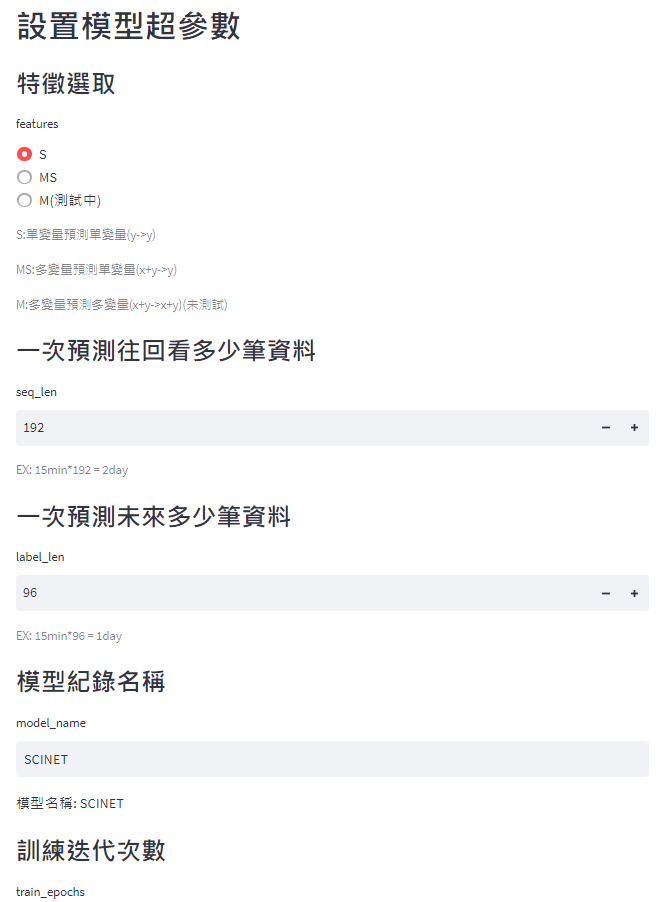 設置模型超參數
特徵選取
features
S
MS
M(測試中)
S:單變量預測單變量(y->y)
MS:多變量預測單變量(x+y->y)
M:多變量預測多變量(x+y->x+y)(未測試)
一次預測往回看多少筆資料
seq_len
192
EX: 15min*192 = 2day
一次預測未來多少筆資料
label_len
96
EX: 15min*96 = 1day
模型紀錄名稱
model_name
SCINET
模型名稱: SCINET
訓練迭代次數
train_epochs